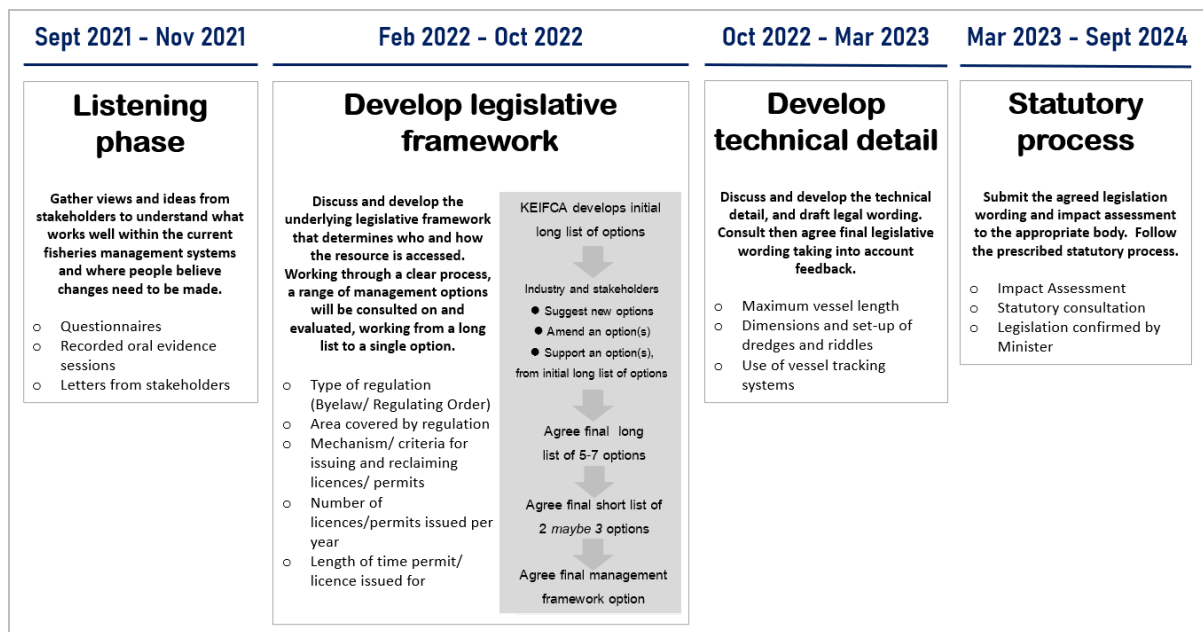 Sept 2021 - Nov 2021
Listening
phase
Gather views and ideas from
stakeholders to understand what
works well within the current
fisheries management systems
and where people believe
changes need to be made.
o Questionnaires
o Recorded oral evidence
sessions
o Letters from stakeholders
Feb 2022 - Oct 2022
Develop legislative
framework
Discuss and develop the
underlying legislative framework
that determines who and how
the resource is accessed.
Working through a clear process,
a range of management options
will be consulted on and
evaluated, working from a long
list to a single option.
o Type of regulation
(Byelaw/ Regulating Order)
o Area covered by regulation
o Mechanism/ criteria for
issuing and reclaiming
licences/ permits
o Number of
licences/permits issued per
year
o Length of time permit/
licence issued for
KEIFCA develops initial
long list of options
Industry and stakeholders
● Suggest new options
● Amend an option(s)
● Support an option(s),
from initial long list of options
Agree final long
list of 5-7 options
Agree final short list of
2 maybe 3 options
Agree final management
framework option
Oct 2022 - Mar 2023
Develop
technical detail
Discuss and develop the technical
detail, and draft legal wording.
Consult then agree final legislative
wording taking into account
feedback.
o Maximum vessel length
o Dimensions and set-up of
dredges and riddles
o Use of vessel tracking
systems
Mar 2023 - Sept 2024
Statutory
process
Submit the agreed legislation
wording and impact assessment
to the appropriate body. Follow
the prescribed statutory process.
o Impact Assessment
o Statutory consultation
o Legislation confirmed by
Minister